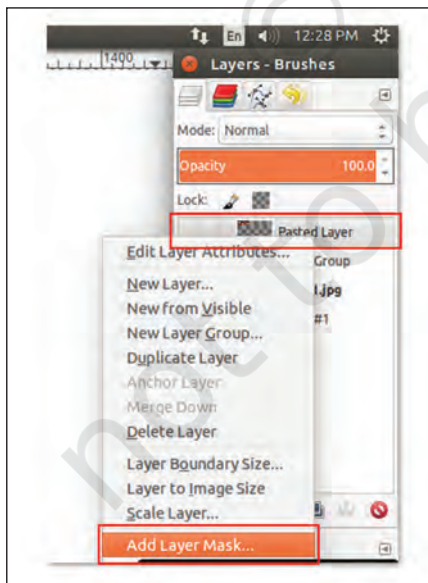 En 12:28 PM
1400
Layers - Brushes
Mode: Normal
Opacity 100.0
Lock:
Pasted Layer
Edit Layer Attributes...
Group
New Layer...
l.jpg
New from Visible
#1
New Layer Group...
Duplicate Layer
Anchor Layer
Merge Down
Delete Layer
Layer Boundary Size...
Layer to Image Size
Scale Layer...
Add Layer Mask...